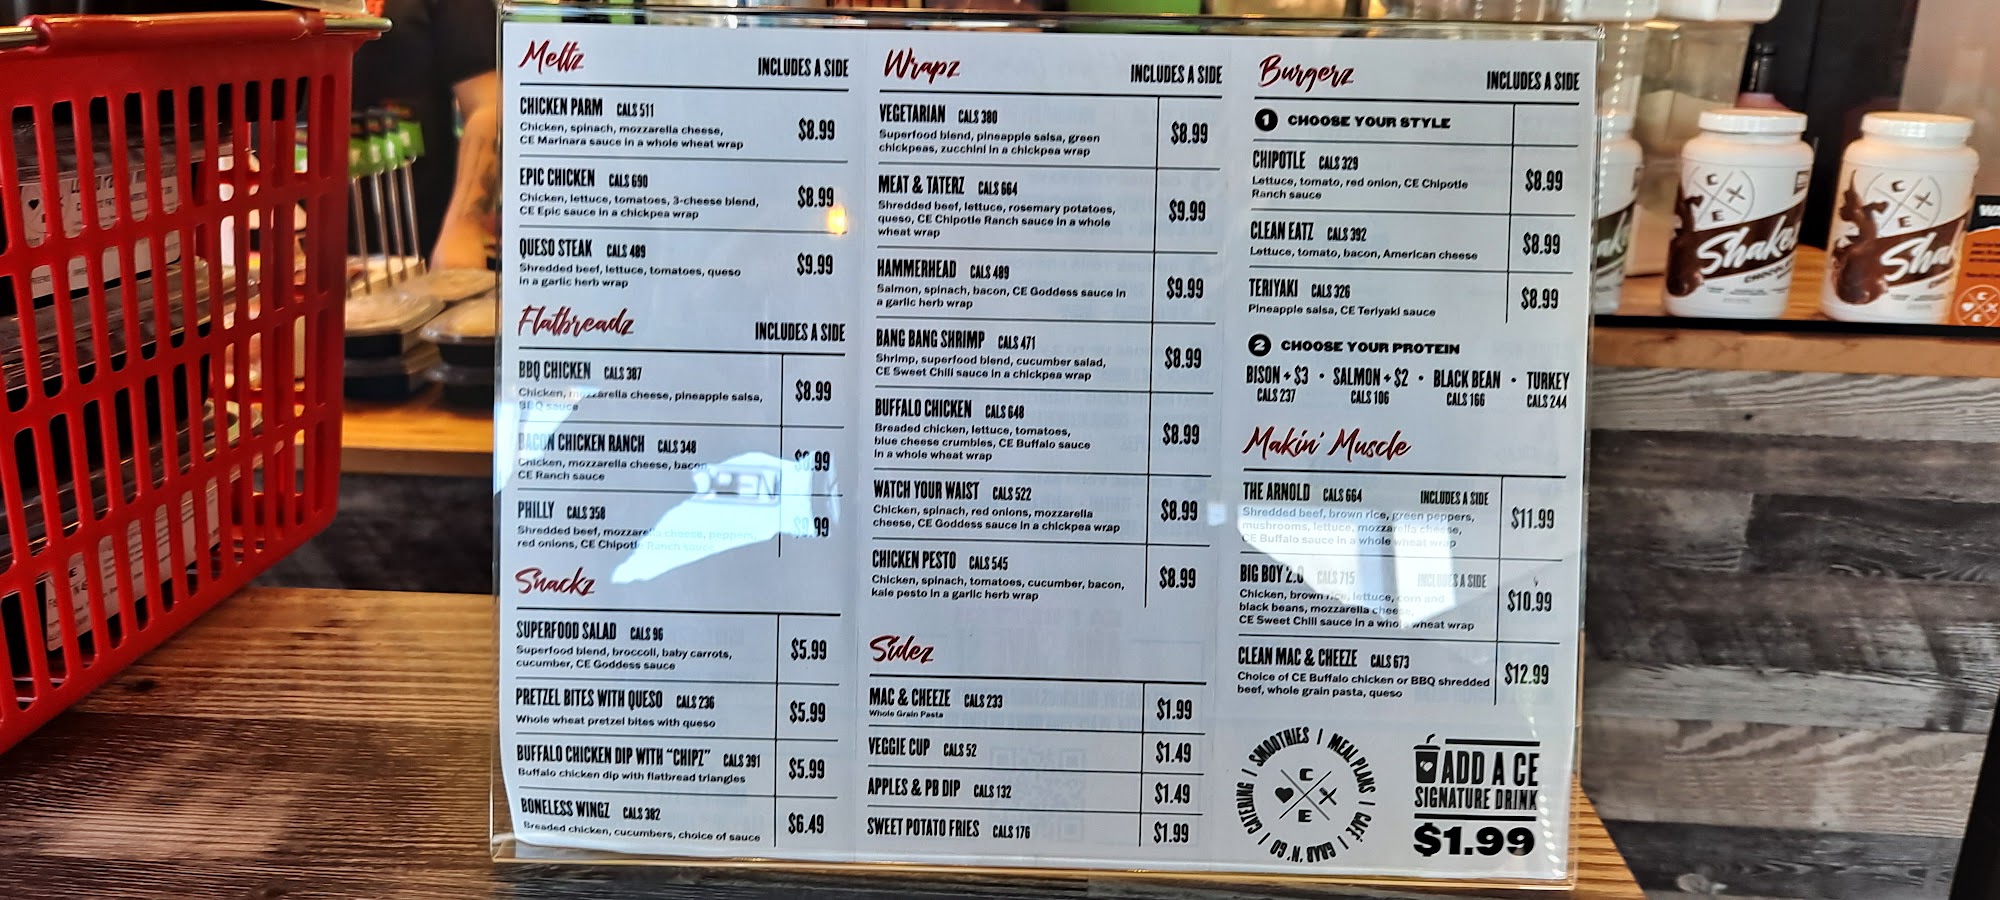 Meltz INCLUDES A SIDE
CHICKEN PARM CALS 511
Chicken, spinach, mozzarella cheese,
CE Marinara sauce in a whole wheat wrap
$8.99
EPIC CHICKEN CALS 690
Chicken, lettuce, tomatoes, 3-cheese blend,
CE Epic sauce in a chickpea wrap
$8.99
QUESO STEAK CALS 489
Shredded beef, lettuce, tomatoes, queso
in a garlic herb wrap
$9.99
Flatbreadz INCLUDES A SIDE
BBQ CHICKEN CALS 387
Chicken, mozzarella cheese, pineapple salsa,
BBQ sauce
$8.99
BACON CHICKEN RANCH CALS 348
Chicken, mozzarella cheese, bacon,
CE Ranch sauce
PHILLY CALS 358
Shredded beef, mozzarella cheese, peppers,
red onions, CE Chipotle Ranch sauce
Snackz
SUPERFOOD SALAD CALS 96
Superfood blend, broccoli, baby carrots,
cucumber, CE Goddess sauce
$5.99
PRETZEL BITES WITH QUESO CALS 236
Whole wheat pretzel bites with queso
$5.99
BUFFALO CHICKEN DIP WITH "CHIPZ" CALS 391
Buffalo chicken dip with flatbread triangles
$5.99
BONELESS WINGZ CALS 382
Breaded chicken, cucumbers, choice of sauce
$6.49
Wrapz INCLUDES A SIDE
VEGETARIAN CALS 380
Superfood blend, pineapple salsa, green
chickpeas, zucchini in a chickpea wrap
$8.99
MEAT & TATERZ CALS 664
Shredded beef, lettuce, rosemary potatoes,
queso, CE Chipotle Ranch sauce in a whole
wheat wrap
$9.99
HAMMERHEAD CALS 489
Salmon, spinach, bacon, CE Goddess sauce in
a garlic herb wrap
$9.99
BANG BANG SHRIMP CALS 471
Shrimp, superfood blend, cucumber salad,
CE Sweet Chili sauce in a chickpea wrap
$8.99
BUFFALO CHICKEN CALS 648
Breaded chicken, lettuce, tomatoes,
blue cheese crumbles, CE Buffalo sauce
in a whole wheat wrap
$8.99
WATCH YOUR WAIST CALS 522
Chicken, spinach, red onions, mozzarella
cheese, CE Goddess sauce in a chickpea wrap
$8.99
CHICKEN PESTO CALS 545
Chicken, spinach, tomatoes, cucumber, bacon,
kale pesto in a garlic herb wrap
$8.99
Sidez
MAC & CHEEZE CALS 233
Whole Grain Pasta
$1.99
VEGGIE CUP CALS 52
$1.49
APPLES & PB DIP CALS 132
$1.49
SWEET POTATO FRIES CALS 176
$1.99
Burgerz INCLUDES A SIDE
1 CHOOSE YOUR STYLE
CHIPOTLE CALS 329
Lettuce, tomato, red onion, CE Chipotle
Ranch sauce
$8.99
CLEAN EATZ CALS 392
Lettuce, tomato, bacon, American cheese
$8.99
TERIYAKI CALS 326
Pineapple salsa, CE Teriyaki sauce
$8.99
2 CHOOSE YOUR PROTEIN
BISON + $3 • SALMON + $2 • BLACK BEAN • TURKEY
CALS 237 CALS 106 CALS 166 CALS 244
Makin' Muscle
THE ARNOLD CALS 664 INCLUDES A SIDE
Shredded beef, brown rice, green peppers,
mushrooms, lettuce, mozzarella cheese,
CE Buffalo sauce in a whole wheat wrap
$11.99
BIG BOY 2.0 CALS 715 INCLUDES A SIDE
Chicken, brown rice, lettuce, corn and
black beans, mozzarella cheese,
CE Sweet Chili sauce in a whole wheat wrap
$10.99
CLEAN MAC & CHEEZE CALS 673
Choice of CE Buffalo chicken or BBQ shredded
beef, whole grain pasta, queso
$12.99
SMOOTHIES | MEAL PLANS | CAFÉ | GRAB 'N' GO | CATERING |
C E
ADD A CE
SIGNATURE DRINK
$1.99
C E
Shake
C E
Shak